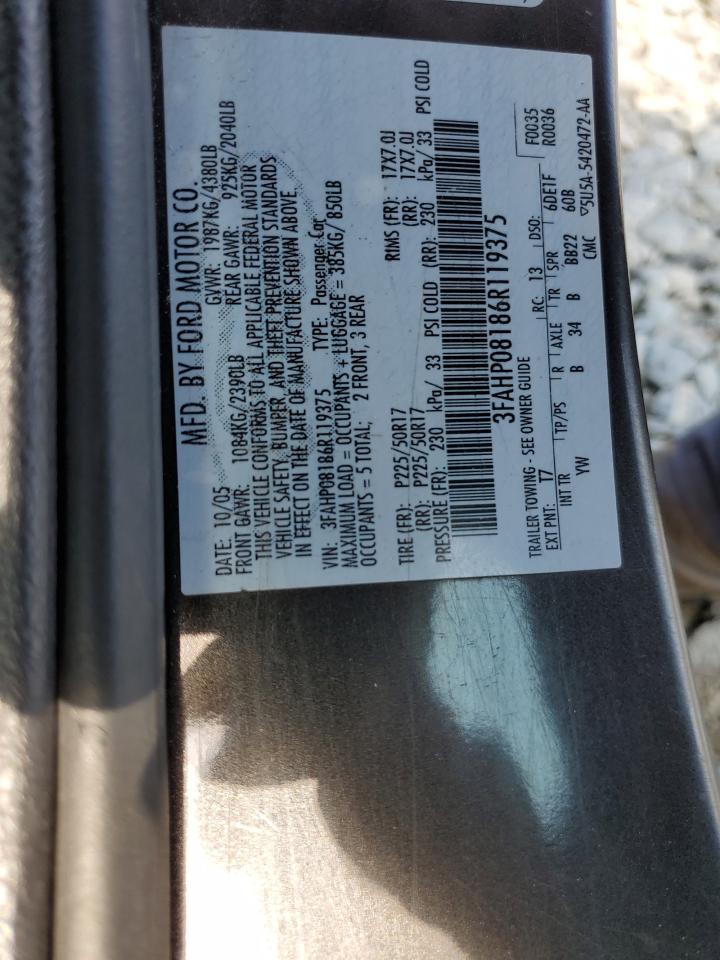 MFD. BY FORD MOTOR CO.
DATE: 10/05 GVWR: 1987KG/4380LB
FRONT GAWR: 1084KG/2390LB REAR GAWR: 925KG/2040LB
THIS VEHICLE CONFORMS TO ALL APPLICABLE FEDERAL MOTOR
VEHICLE SAFETY, BUMPER, AND THEFT PREVENTION STANDARDS
IN EFFECT ON THE DATE OF MANUFACTURE SHOWN ABOVE.
VIN: 3FAHP08186R119375 TYPE: Passenger Car
MAXIMUM LOAD = OCCUPANTS + LUGGAGE = 385KG/ 850LB
OCCUPANTS = 5 TOTAL; 2 FRONT, 3 REAR
TIRE (FR): P225/50R17 RIMS (FR): 17X7.0J
(RR): P225/50R17 (RR): 17X7.0J
PRESSURE (FR): 230 kPa/ 33 PSI COLD (RR): 230 kPa/ 33 PSI COLD
3FAHP08186R119375
F0035
TRAILER TOWING - SEE OWNER GUIDE R0036
EXT PNT: T7 RC: 13 DSO: 6DE1F
INT TR TP/PS R AXLE TR SPR 60B
YW B 34 B BB22
CMC ▽5U5A-5420472-AA